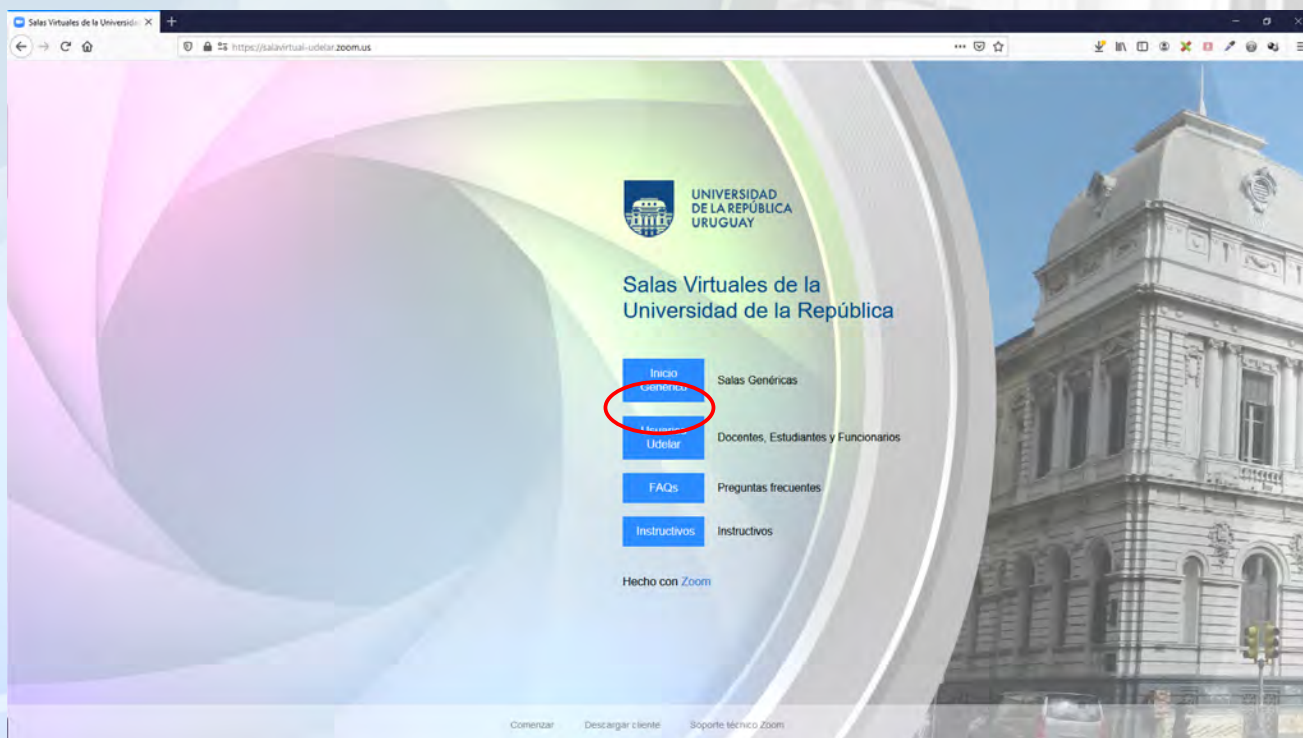 Salas Virtuales de la Universida
https://salavirtual-udelar.zoom.us
UNIVERSIDAD
DE LA REPÚBLICA
URUGUAY
Salas Virtuales de la
Universidad de la República
Inicio
Genérico
Salas Genéricas
Usuarios
Udelar
Docentes, Estudiantes y Funcionarios
FAQs
Preguntas frecuentes
Instructivos
Instructivos
Hecho con Zoom
Comenzar
Descargar cliente
Soporte técnico Zoom